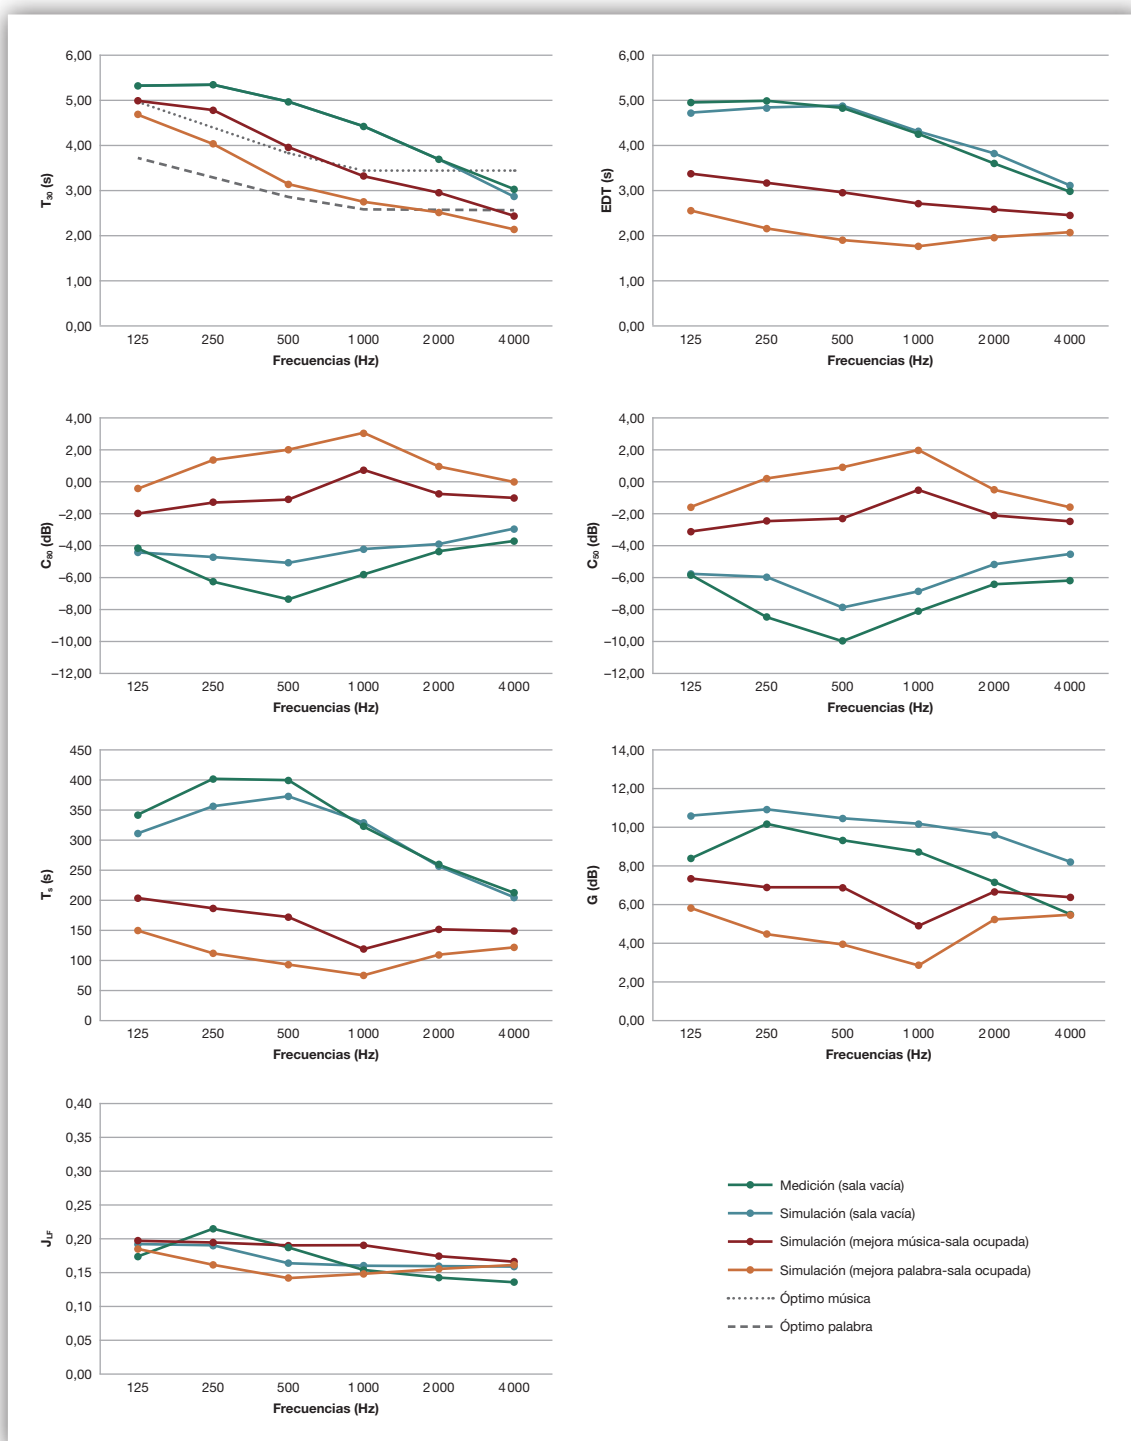 6,00
5,00
4,00
3,00
2,00
1,00
0,00
T30 (s)
125 250 500 1 000 2 000 4 000
Frecuencias (Hz)
6,00
5,00
4,00
3,00
2,00
1,00
0,00
EDT (s)
125 250 500 1 000 2 000 4 000
Frecuencias (Hz)
4,00
2,00
0,00
–2,00
–4,00
–6,00
–8,00
–10,00
–12,00
C80 (dB)
125 250 500 1 000 2 000 4 000
Frecuencias (Hz)
4,00
2,00
0,00
–2,00
–4,00
–6,00
–8,00
–10,00
–12,00
C50 (dB)
125 250 500 1 000 2 000 4 000
Frecuencias (Hz)
450
400
350
300
250
200
150
100
50
0
Ts (s)
125 250 500 1 000 2 000 4 000
Frecuencias (Hz)
14,00
12,00
10,00
8,00
6,00
4,00
2,00
0,00
G (dB)
125 250 500 1 000 2 000 4 000
Frecuencias (Hz)
0,40
0,35
0,30
0,25
0,20
0,15
0,10
0,05
0,00
JLF
125 250 500 1 000 2 000 4 000
Frecuencias (Hz)
Medición (sala vacía)
Simulación (sala vacía)
Simulación (mejora música-sala ocupada)
Simulación (mejora palabra-sala ocupada)
Óptimo música
Óptimo palabra